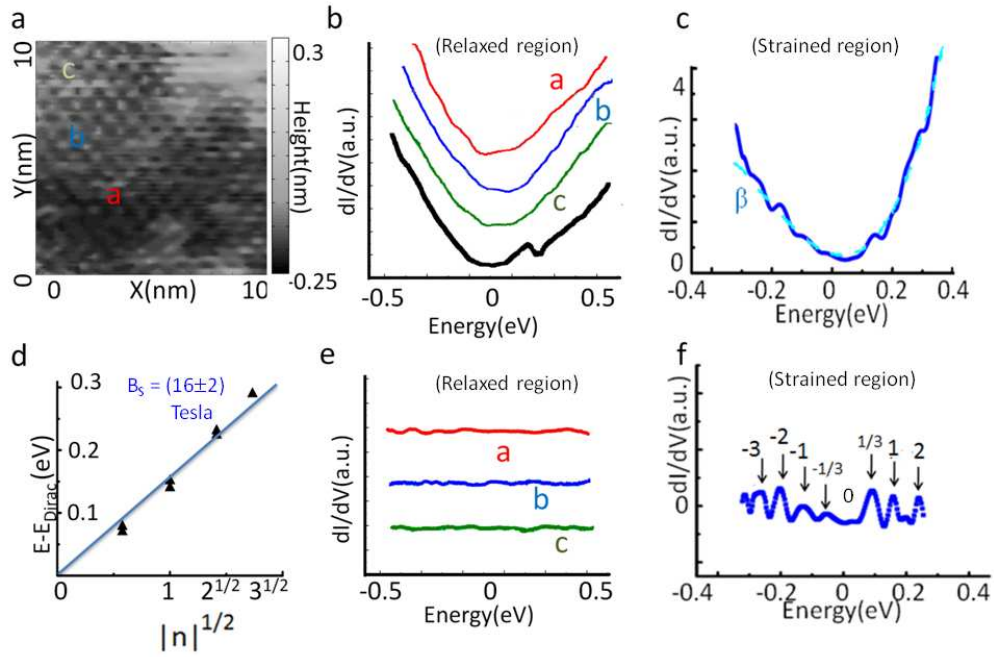 a
10
Y(nm)
0
c
b
a
X(nm)
10
0.3
Height(nm)
-0.25
b
(Relaxed region)
a
b
c
dI/dV(a.u.)
-0.5
0
0.5
Energy(eV)
c
(Strained region)
4
2
0
β
dI/dV(a.u.)
-0.4
-0.2
0
0.2
0.4
Energy(eV)
d
0.3
0.2
0.1
E-EDirac (eV)
BS = (16±2)
Tesla
0
1
2^1/2
3^1/2
|n|^1/2
e
(Relaxed region)
a
b
c
dI/dV(a.u.)
-0.5
0
0.5
Energy(eV)
f
(Strained region)
-3
-2
-1
-1/3
0
1/3
1
2
0
δdI/dV(a.u.)
-0.4
-0.2
0
0.2
0.4
Energy(eV)